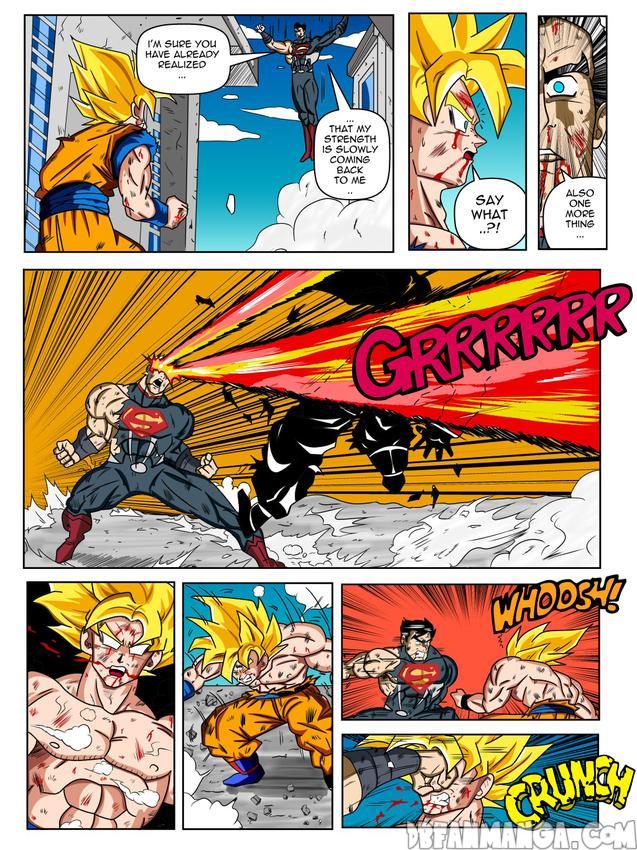 I'M SURE YOU
HAVE ALREADY
REALIZED
...
...
THAT MY
STRENGTH
IS SLOWLY
COMING
BACK
TO ME
..
SAY
WHAT
..?!
ALSO
ONE
MORE
THING
...
GRRRRRR
S
WHOOSH!
S
CRUNCH
DBFANMANGA.COM